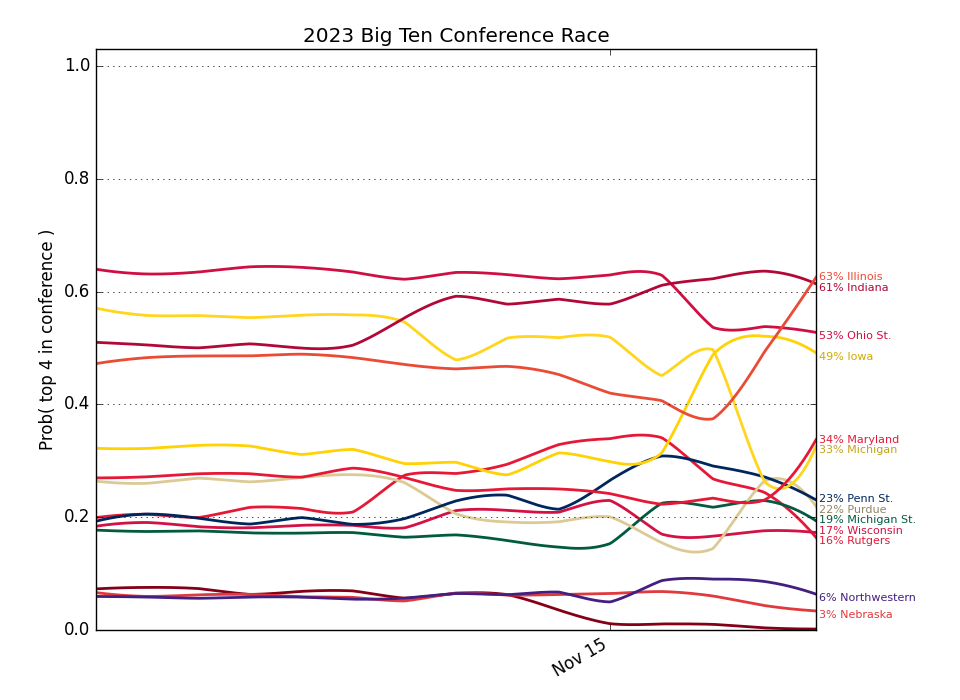 2023 Big Ten Conference Race
Prob( top 4 in conference )
1.0
0.8
0.6
0.4
0.2
0.0
Nov 15
63% Illinois
61% Indiana
53% Ohio St.
49% Iowa
34% Maryland
33% Michigan
23% Penn St.
22% Purdue
19% Michigan St.
17% Wisconsin
16% Rutgers
6% Northwestern
3% Nebraska